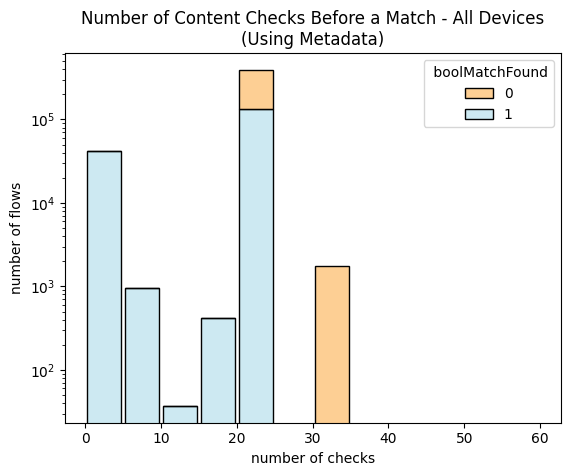 Number of Content Checks Before a Match - All Devices
(Using Metadata)
boolMatchFound
0
1
number of flows
10^5
10^4
10^3
10^2
0 10 20 30 40 50 60
number of checks